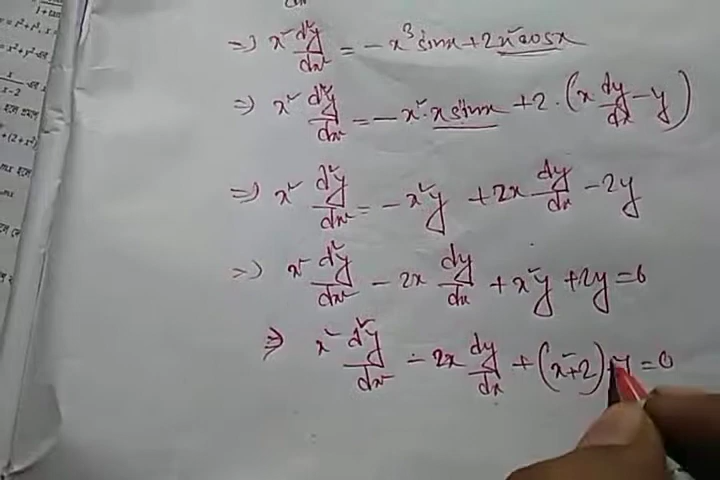 => x² d²y/dx² = -x³ sinx + 2x² cosx
=> x² d²y/dx² = -x². x sinx + 2. (x dy/dx - y)
=> x² d²y/dx² = -x²y + 2x dy/dx - 2y
=> x² d²y/dx² - 2x dy/dx + x²y + 2y = 0
=> x² d²y/dx² - 2x dy/dx + (x²+2) y = 0